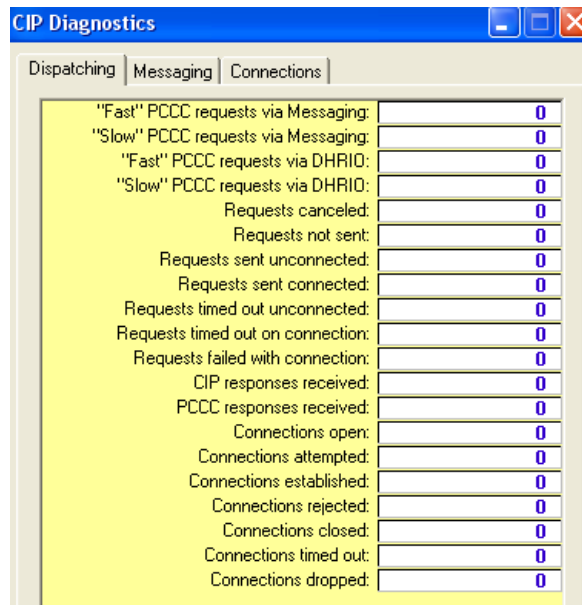 CIP Diagnostics
Dispatching Messaging Connections
"Fast" PCCC requests via Messaging: 0
"Slow" PCCC requests via Messaging: 0
"Fast" PCCC requests via DHRIO: 0
"Slow" PCCC requests via DHRIO: 0
Requests canceled: 0
Requests not sent: 0
Requests sent unconnected: 0
Requests sent connected: 0
Requests timed out unconnected: 0
Requests timed out on connection: 0
Requests failed with connection: 0
CIP responses received: 0
PCCC responses received: 0
Connections open: 0
Connections attempted: 0
Connections established: 0
Connections rejected: 0
Connections closed: 0
Connections timed out: 0
Connections dropped: 0